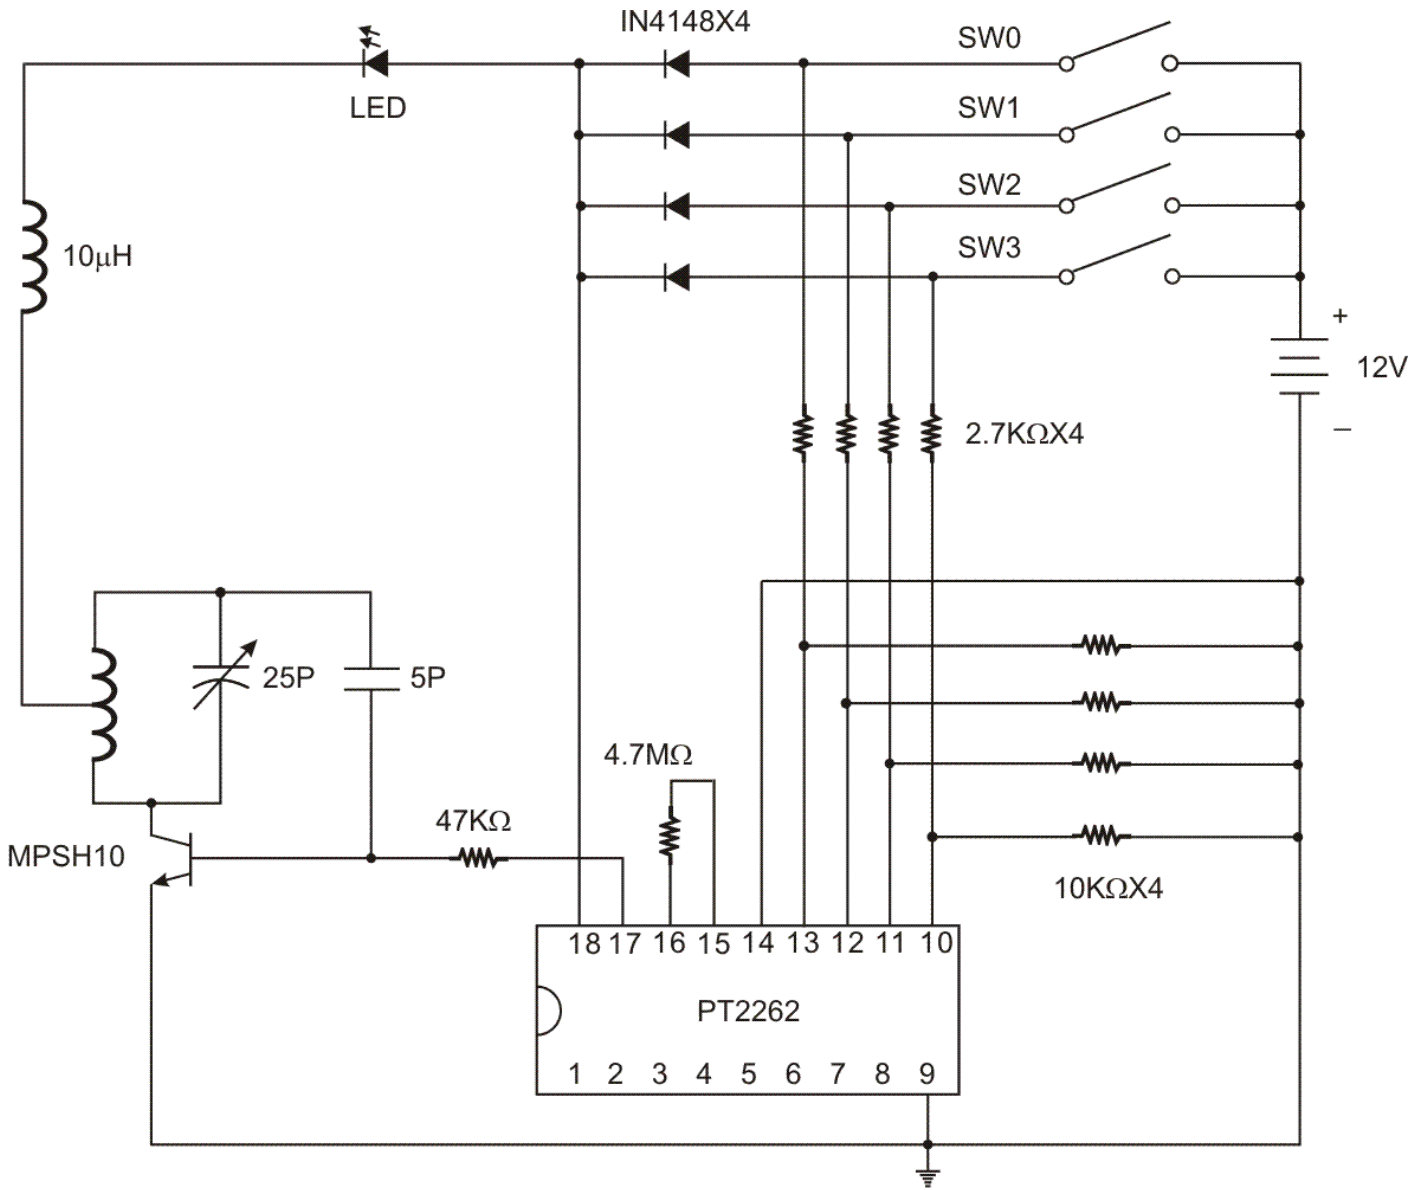 IN4148X4
SW0
LED
SW1
SW2
SW3
10μH
+
12V
2.7KΩX4
–
25P
5P
4.7MΩ
47KΩ
MPSH10
10KΩX4
18 17 16 15 14 13 12 11 10
PT2262
1 2 3 4 5 6 7 8 9